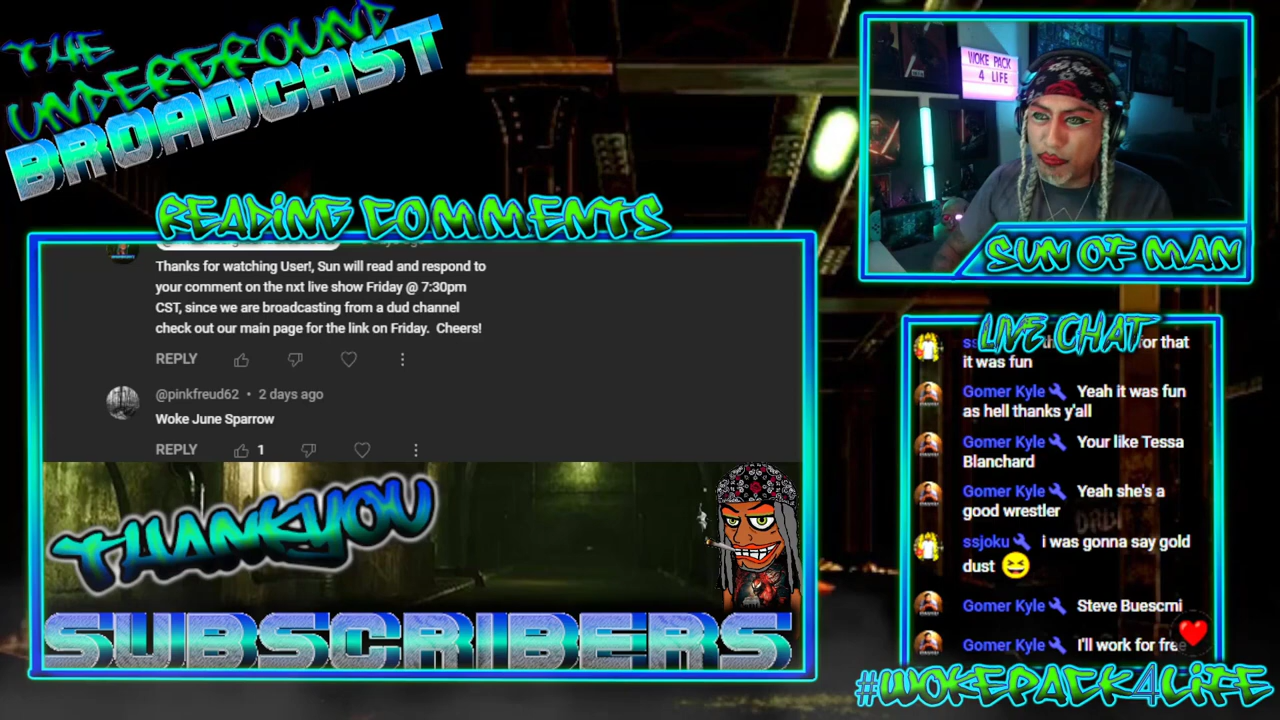 THE
UNDERGROUND
BROADCAST
READING COMMENTS
Thanks for watching User!, Sun will read and respond to
your comment on the nxt live show Friday @ 7:30pm
CST, since we are broadcasting from a dud channel
check out our main page for the link on Friday. Cheers!
REPLY
@pinkfreud62 • 2 days ago
Woke June Sparrow
REPLY 1
THANKYOU
SUBSCRIBERS
WOKE PACK
4 LIFE
SUN OF MAN
LIVE CHAT
for that
it was fun
Gomer Kyle Yeah it was fun
as hell thanks y'all
Gomer Kyle Your like Tessa
Blanchard
Gomer Kyle Yeah she's a
good wrestler
ssjoku i was gonna say gold
dust
Gomer Kyle Steve Buescmi
Gomer Kyle I'll work for free
#WOKEPACK4LIFE